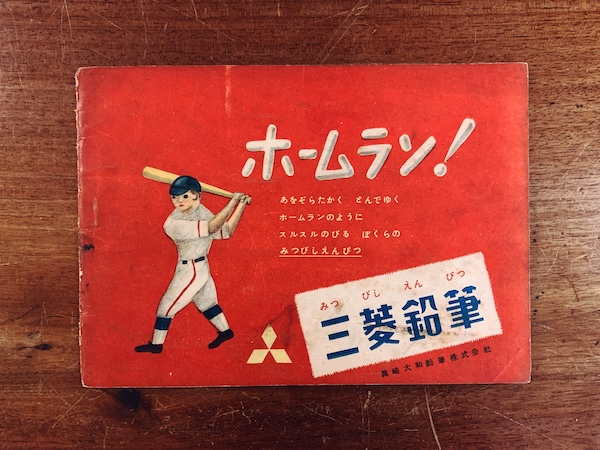 ホームラン!
あをぞらたかく とんでゆく
ホームランのように
スルスルのびる ぼくらの
みつびしえんぴつ
みつ びし えん ぴつ
三菱鉛筆
眞崎大和鉛筆株式会社